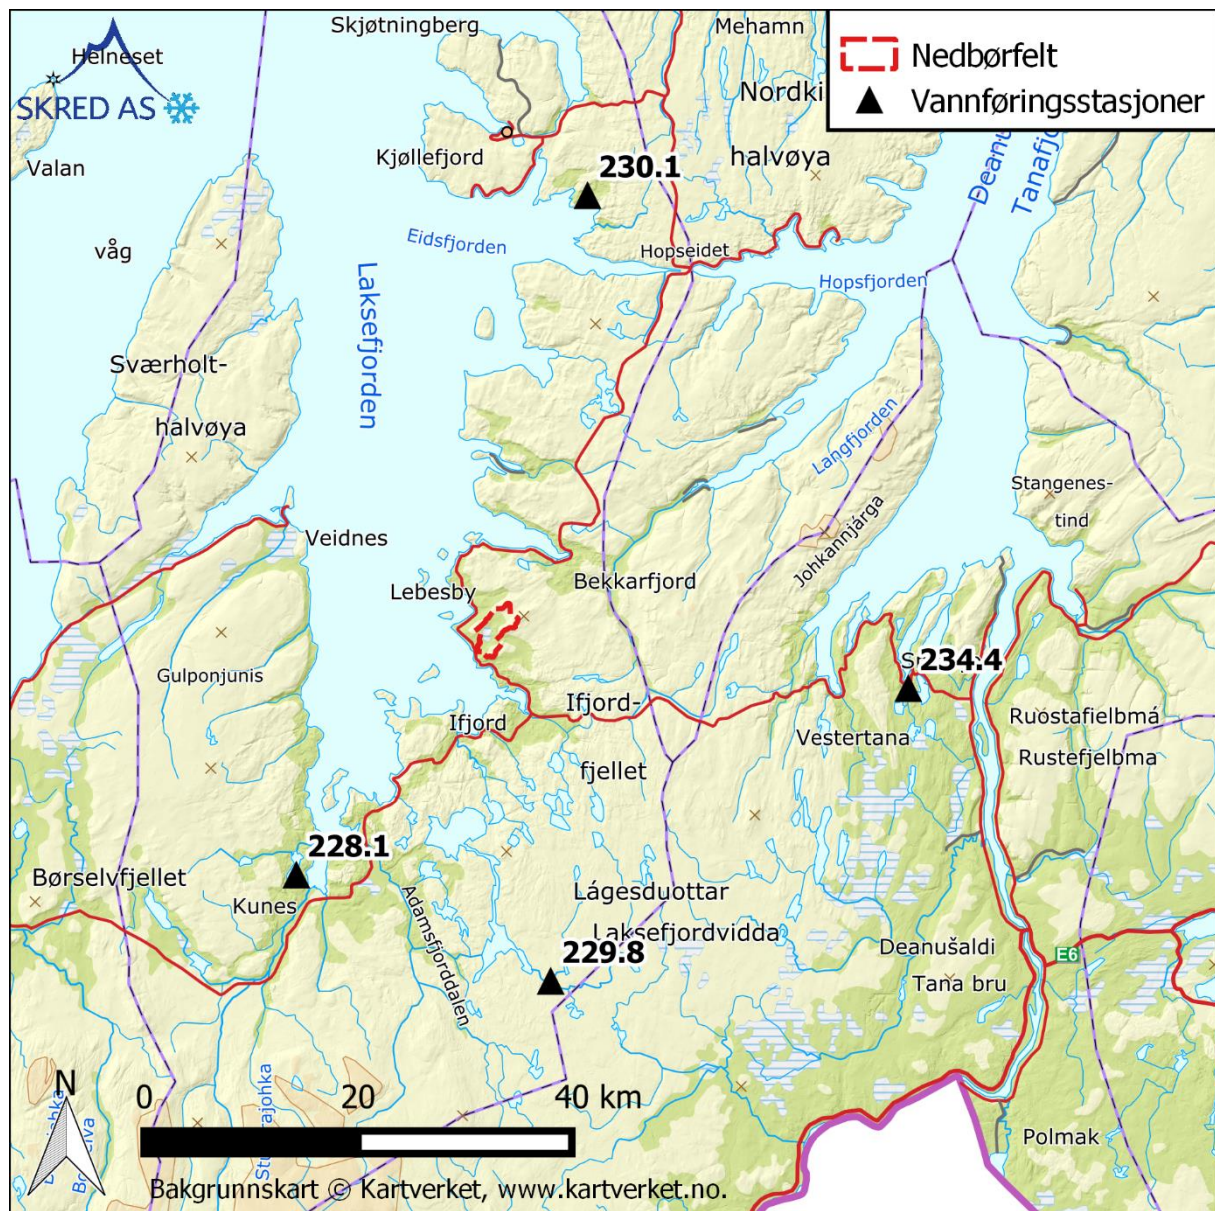 Skjøtningberg
Mehamn
Nedbørfelt
Vannføringsstasjoner
Helneset
SKRED AS
Nordki
Kjøllefjord
halvøya
Valan
230.1
Tanafjo
våg
Eidsfjorden
Hopseidet
Hopsfjorden
Laksefjorden
Sværholt-
halvøya
Langfjorden
Stangenes-
tind
Veidnes
Johkannjárga
Lebesby
Bekkarfjord
Gulponjunis
234.4
Ifjord
Ifjord-
fjellet
Vestertana
Ruostafielbmá
Rustefjelbma
228.1
Børselvfjellet
Kunes
Adamsfjorddalen
Lágesduottar
Laksefjordvidda
229.8
Deanušaldi
Tana bru
E6
N
0 20 40 km
Polmak
Bakgrunnskart © Kartverket, www.kartverket.no.